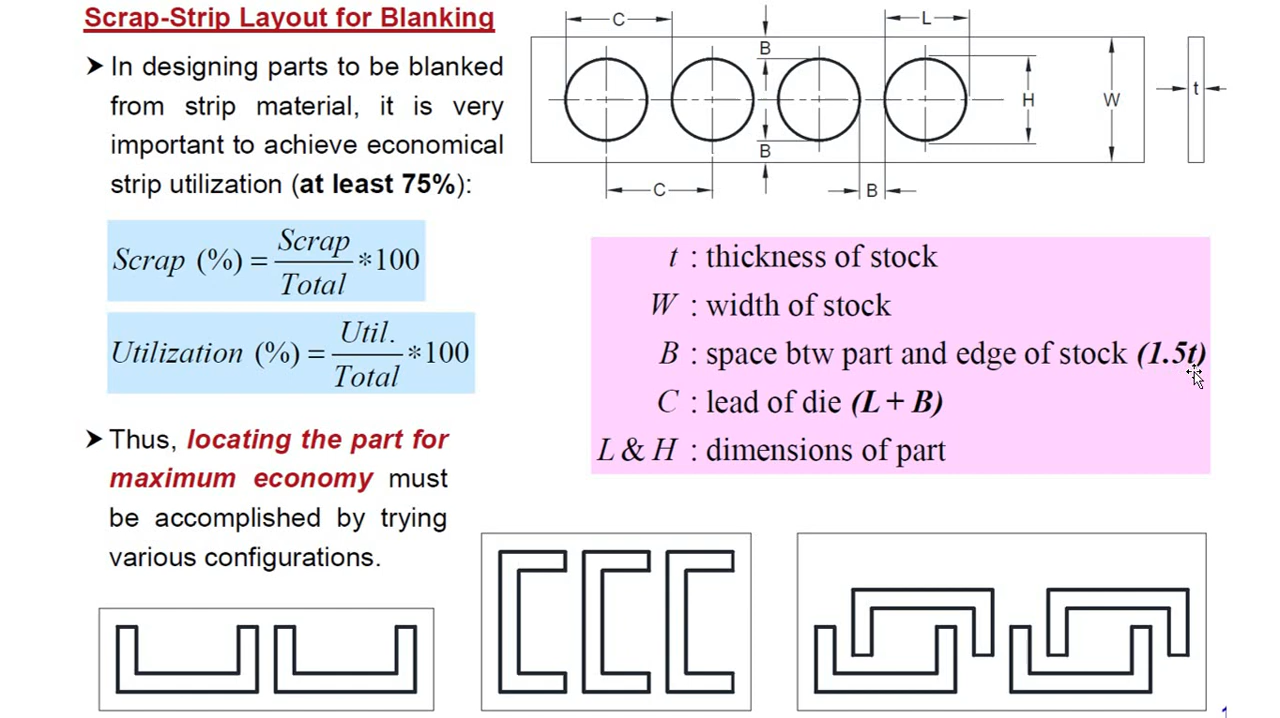 Scrap-Strip Layout for Blanking
➤ In designing parts to be blanked
from strip material, it is very
important to achieve economical
strip utilization (at least 75%):
Scrap (%) = Scrap / Total *100
Utilization (%) = Util. / Total *100
➤ Thus, locating the part for
maximum economy must
be accomplished by trying
various configurations.
C
B
L
H
W
t
B
C
B
t : thickness of stock
W : width of stock
B : space btw part and edge of stock (1.5t)
C : lead of die (L + B)
L & H : dimensions of part
1